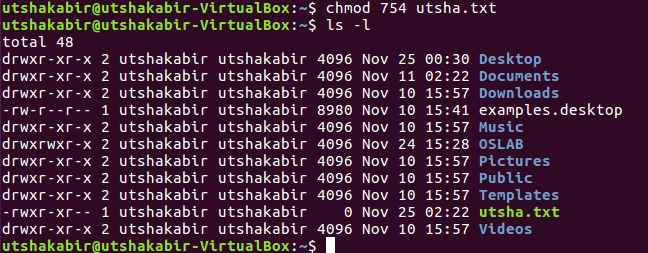 utshakabir@utshakabir-VirtualBox:~$ chmod 754 utsha.txt
utshakabir@utshakabir-VirtualBox:~$ ls -l
total 48
drwxr-xr-x 2 utshakabir utshakabir 4096 Nov 25 00:30 Desktop
drwxr-xr-x 2 utshakabir utshakabir 4096 Nov 11 02:22 Documents
drwxr-xr-x 2 utshakabir utshakabir 4096 Nov 10 15:57 Downloads
-rw-r--r-- 1 utshakabir utshakabir 8980 Nov 10 15:41 examples.desktop
drwxr-xr-x 2 utshakabir utshakabir 4096 Nov 10 15:57 Music
drwxrwxr-x 2 utshakabir utshakabir 4096 Nov 24 15:28 OSLAB
drwxr-xr-x 2 utshakabir utshakabir 4096 Nov 10 15:57 Pictures
drwxr-xr-x 2 utshakabir utshakabir 4096 Nov 10 15:57 Public
drwxr-xr-x 2 utshakabir utshakabir 4096 Nov 10 15:57 Templates
-rwxr-xr-- 1 utshakabir utshakabir    0 Nov 25 02:22 utsha.txt
drwxr-xr-x 2 utshakabir utshakabir 4096 Nov 10 15:57 Videos
utshakabir@utshakabir-VirtualBox:~$